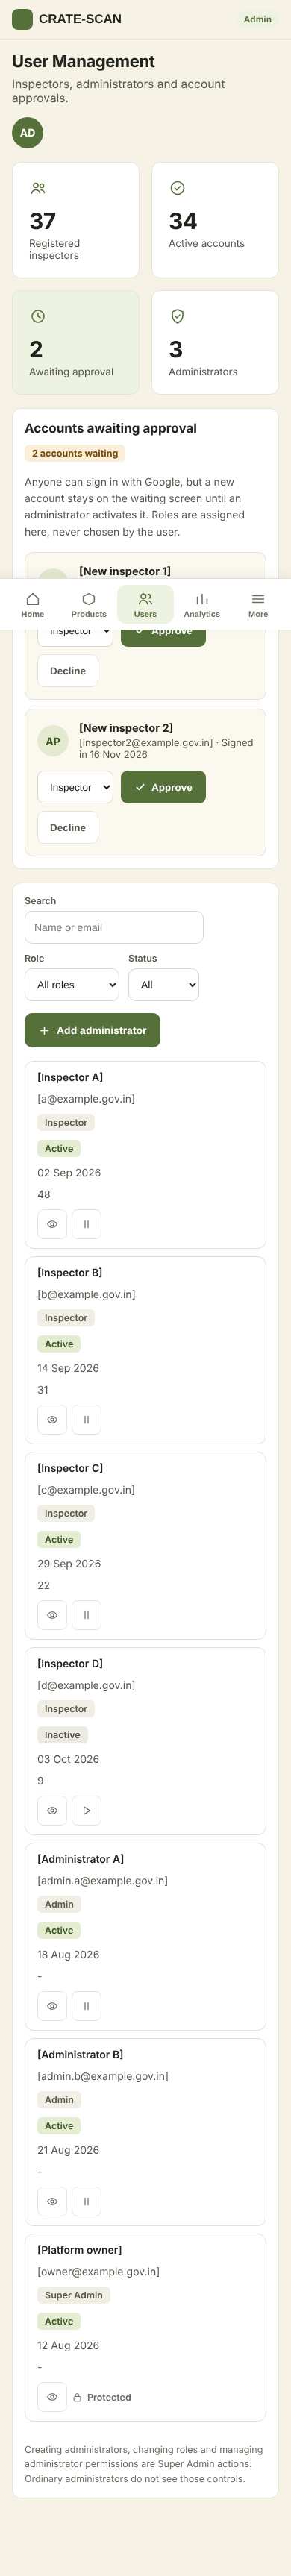 CRATE-SCAN
Admin
User Management
Inspectors, administrators and account
approvals.
AD
37
Registered
inspectors
34
Active accounts
2
Awaiting approval
3
Administrators
Accounts awaiting approval
2 accounts waiting
Anyone can sign in with Google, but a new
account stays on the waiting screen until an
administrator activates it. Roles are assigned
here, never chosen by the user.
[New inspector 1]
Home
Products
Users
Analytics
More
Inspector
Approve
Decline
AP
[New inspector 2]
[inspector2@example.gov.in] · Signed
in 16 Nov 2026
Inspector
Approve
Decline
Search
Name or email
Role
Status
All roles
All
Add administrator
[Inspector A]
[a@example.gov.in]
Inspector
Active
02 Sep 2026
48
[Inspector B]
[b@example.gov.in]
Inspector
Active
14 Sep 2026
31
[Inspector C]
[c@example.gov.in]
Inspector
Active
29 Sep 2026
22
[Inspector D]
[d@example.gov.in]
Inspector
Inactive
03 Oct 2026
9
[Administrator A]
[admin.a@example.gov.in]
Admin
Active
18 Aug 2026
-
[Administrator B]
[admin.b@example.gov.in]
Admin
Active
21 Aug 2026
-
[Platform owner]
[owner@example.gov.in]
Super Admin
Active
12 Aug 2026
-
Protected
Creating administrators, changing roles and managing
administrator permissions are Super Admin actions.
Ordinary administrators do not see those controls.